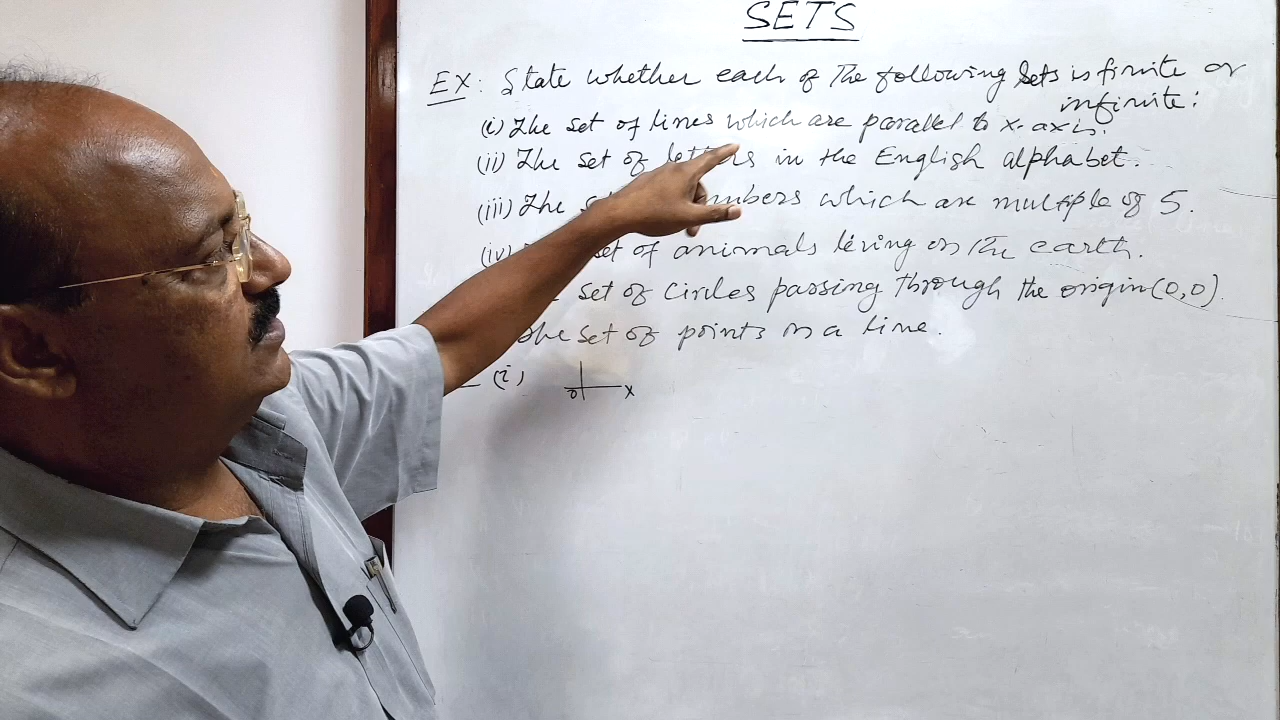 SETS
EX: State whether each of The following Sets is finite or
infinite:
(i) The set of lines which are parallel to x-axis.
(ii) The set of letters in the English alphabet.
(iii) The which are multiple of 5.
(iv) set of animals living on The earth.
set of circles passing through the origin (0,0).
The set of points on a line.
(i)
0 X